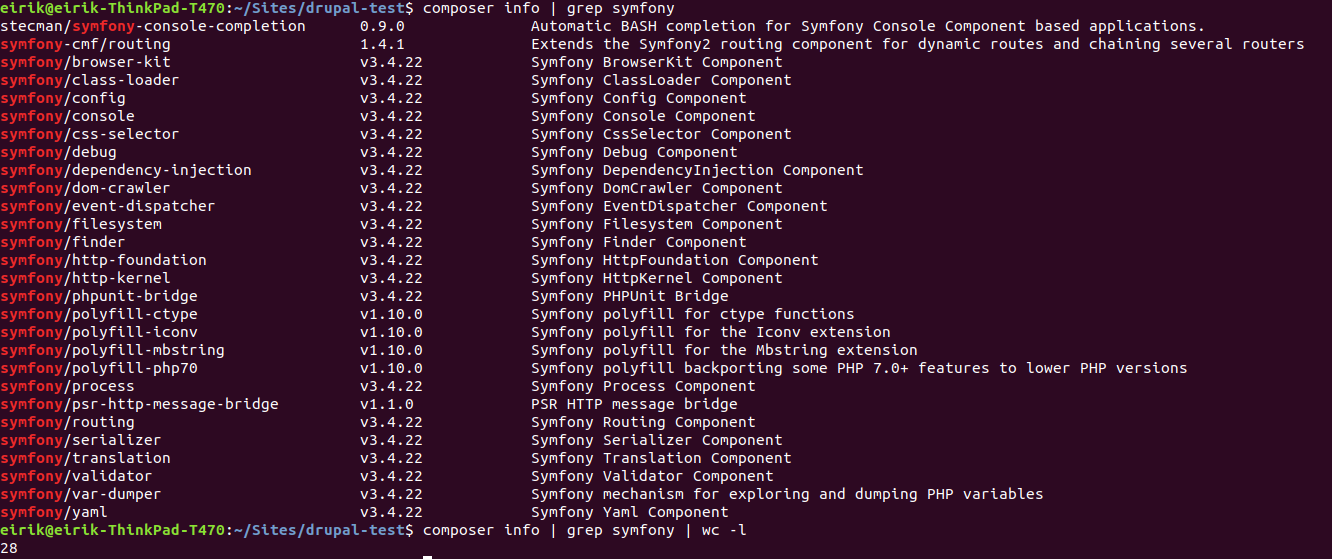 eirik@eirik-ThinkPad-T470:~/Sites/drupal-test$ composer info | grep symfony
stecman/symfony-console-completion 0.9.0 Automatic BASH completion for Symfony Console Component based applications.
symfony-cmf/routing 1.4.1 Extends the Symfony2 routing component for dynamic routes and chaining several routers
symfony/browser-kit v3.4.22 Symfony BrowserKit Component
symfony/class-loader v3.4.22 Symfony ClassLoader Component
symfony/config v3.4.22 Symfony Config Component
symfony/console v3.4.22 Symfony Console Component
symfony/css-selector v3.4.22 Symfony CssSelector Component
symfony/debug v3.4.22 Symfony Debug Component
symfony/dependency-injection v3.4.22 Symfony DependencyInjection Component
symfony/dom-crawler v3.4.22 Symfony DomCrawler Component
symfony/event-dispatcher v3.4.22 Symfony EventDispatcher Component
symfony/filesystem v3.4.22 Symfony Filesystem Component
symfony/finder v3.4.22 Symfony Finder Component
symfony/http-foundation v3.4.22 Symfony HttpFoundation Component
symfony/http-kernel v3.4.22 Symfony HttpKernel Component
symfony/phpunit-bridge v3.4.22 Symfony PHPUnit Bridge
symfony/polyfill-ctype v1.10.0 Symfony polyfill for ctype functions
symfony/polyfill-iconv v1.10.0 Symfony polyfill for the Iconv extension
symfony/polyfill-mbstring v1.10.0 Symfony polyfill for the Mbstring extension
symfony/polyfill-php70 v1.10.0 Symfony polyfill backporting some PHP 7.0+ features to lower PHP versions
symfony/process v3.4.22 Symfony Process Component
symfony/psr-http-message-bridge v1.1.0 PSR HTTP message bridge
symfony/routing v3.4.22 Symfony Routing Component
symfony/serializer v3.4.22 Symfony Serializer Component
symfony/translation v3.4.22 Symfony Translation Component
symfony/validator v3.4.22 Symfony Validator Component
symfony/var-dumper v3.4.22 Symfony mechanism for exploring and dumping PHP variables
symfony/yaml v3.4.22 Symfony Yaml Component
eirik@eirik-ThinkPad-T470:~/Sites/drupal-test$ composer info | grep symfony | wc -l
28